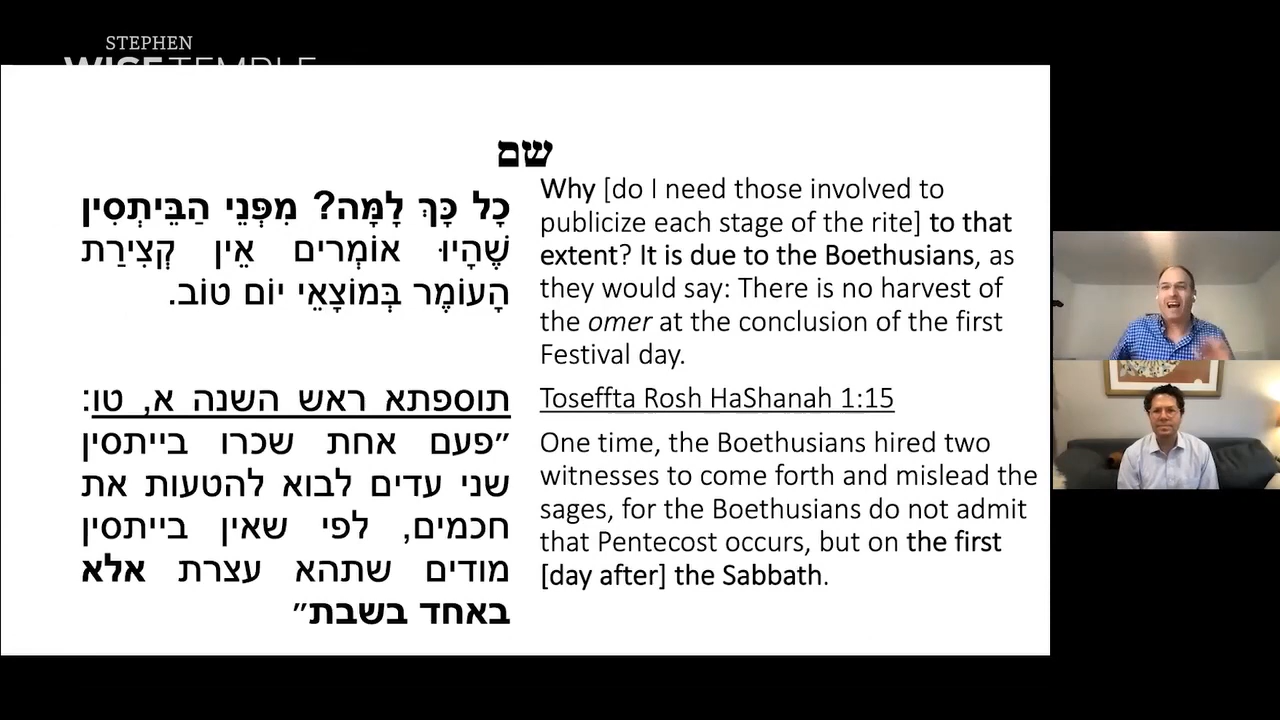 STEPHEN
WISE TEMPLE
שם
כָל כָּךְ לָמָּה? מִפְּנֵי הַבֵּיתְסִין
שֶׁהָיוּ אוֹמְרִים אֵין קְצִירַת
הָעוֹמֶר בְּמוֹצָאֵי יוֹם טוֹב.
תוספתא ראש השנה א, טו:
״פעם אחת שכרו בייתסין
שני עדים לבוא להטעות את
חכמים, לפי שאין בייתסין
מודים שתהא עצרת אלא
באחד בשבת״
Why [do I need those involved to
publicize each stage of the rite] to that
extent? It is due to the Boethusians, as
they would say: There is no harvest of
the omer at the conclusion of the first
Festival day.
Toseffta Rosh HaShanah 1:15
One time, the Boethusians hired two
witnesses to come forth and mislead the
sages, for the Boethusians do not admit
that Pentecost occurs, but on the first
[day after] the Sabbath.